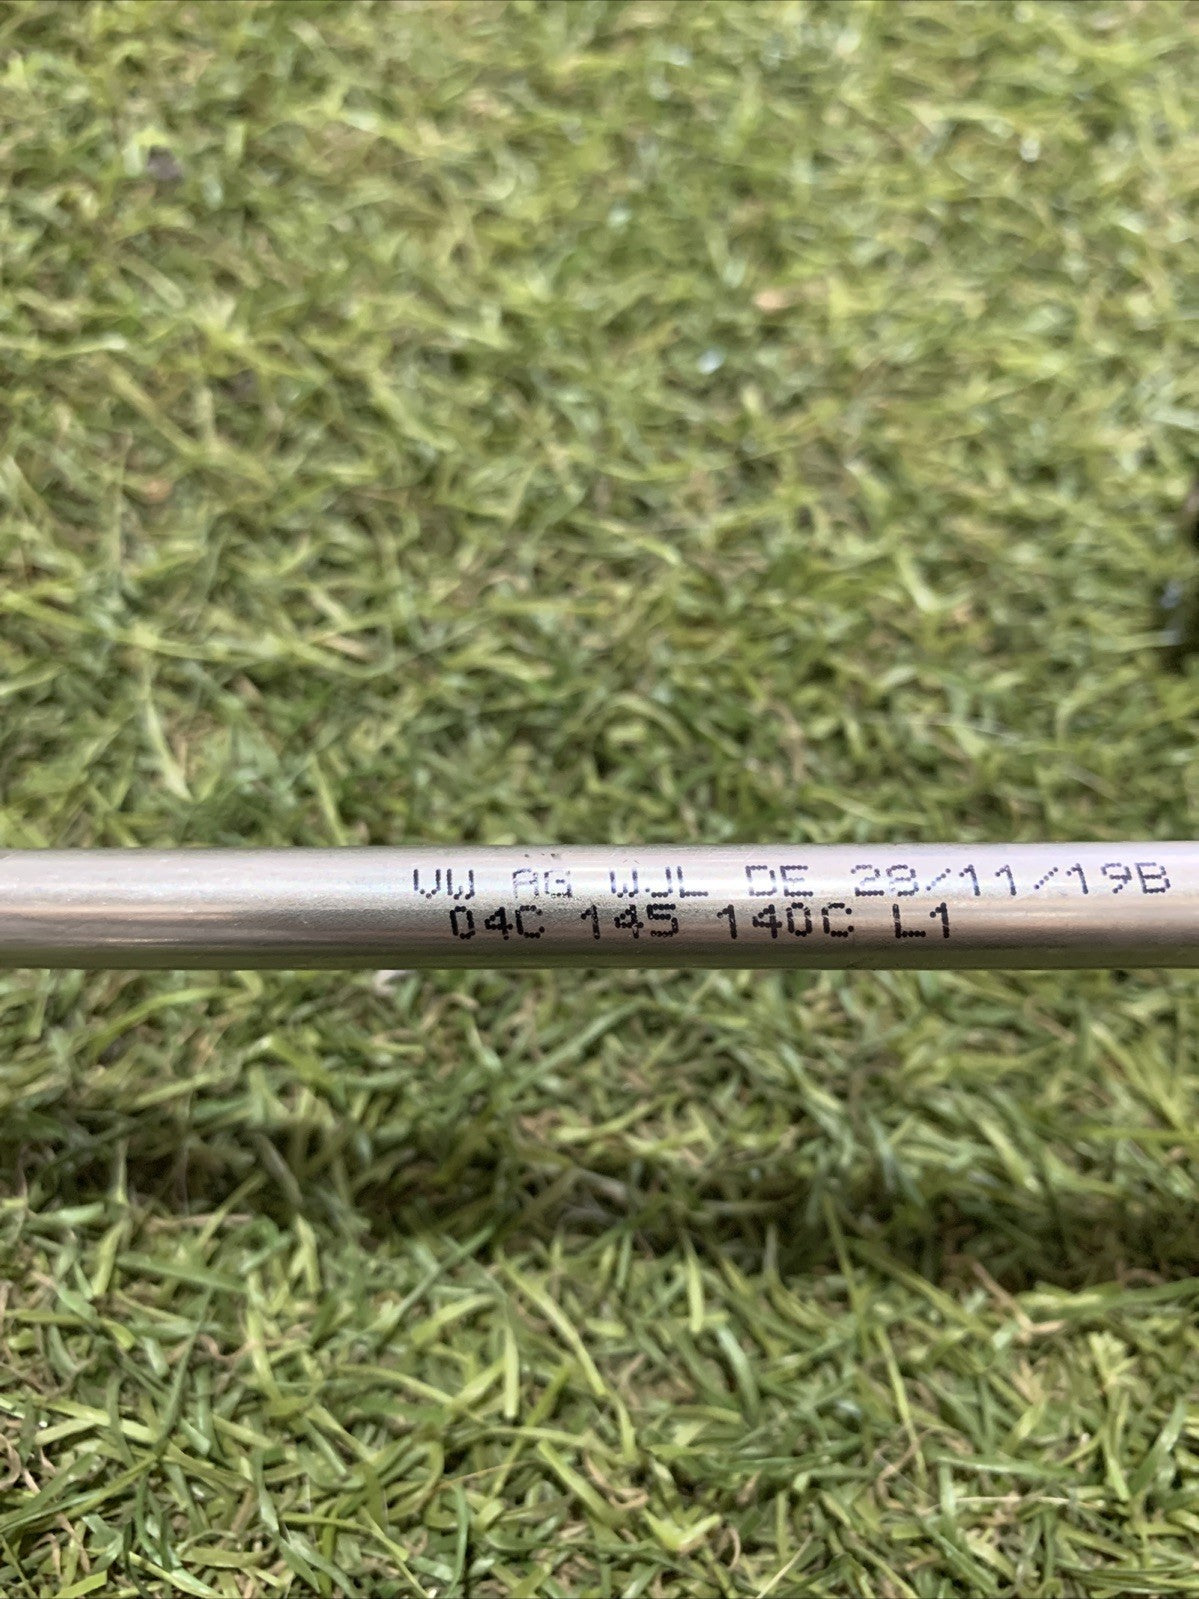 VW AG WJL DE 28/11/19B
04C 145 140C L1